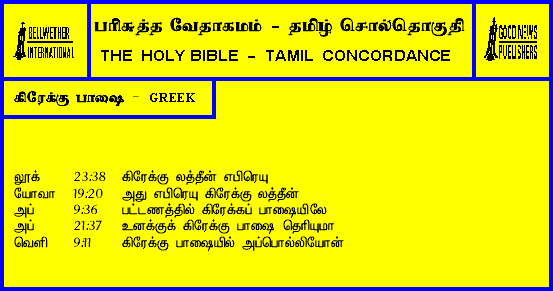 BELLWETHER
INTERNATIONAL
பரிசுத்த வேதாகமம் - தமிழ் சொல்தொகுதி
THE HOLY BIBLE - TAMIL CONCORDANCE
GOOD NEWS
PUBLISHERS
கிரேக்கு பாஷை - GREEK
லூக் 23:38 கிரேக்கு லத்தீன் எபிரெயு
யோவா 19:20 அது எபிரெயு கிரேக்கு லத்தீன்
அப் 9:36 பட்டணத்தில் கிரேக்கப் பாஷையிலே
அப் 21:37 உனக்குக் கிரேக்கு பாஷை தெரியுமா
வெளி 9:11 கிரேக்கு பாஷையில் அப்பொல்லியோன்